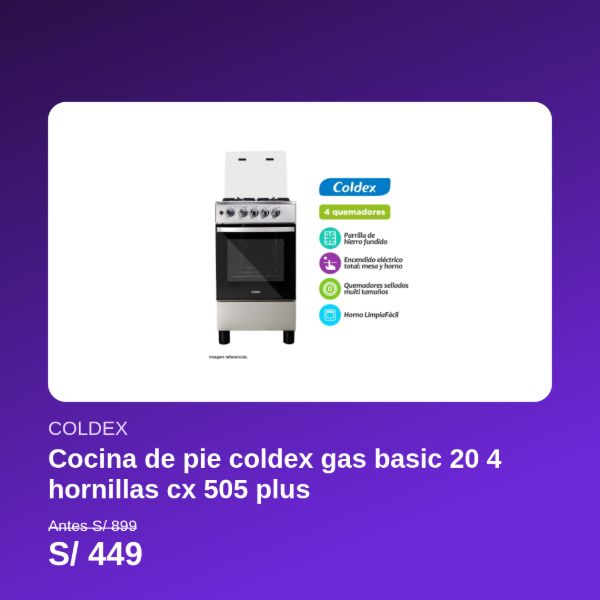 Coldex
4 quemadores
Parrilla de
hierro fundido
Encendido eléctrico
total: mesa y horno
Quemadores sellados
multi tamaños
Horno LimpiaFácil
Imagen referencial.
COLDEX
Cocina de pie coldex gas basic 20 4
hornillas cx 505 plus
Antes S/ 899
S/ 449